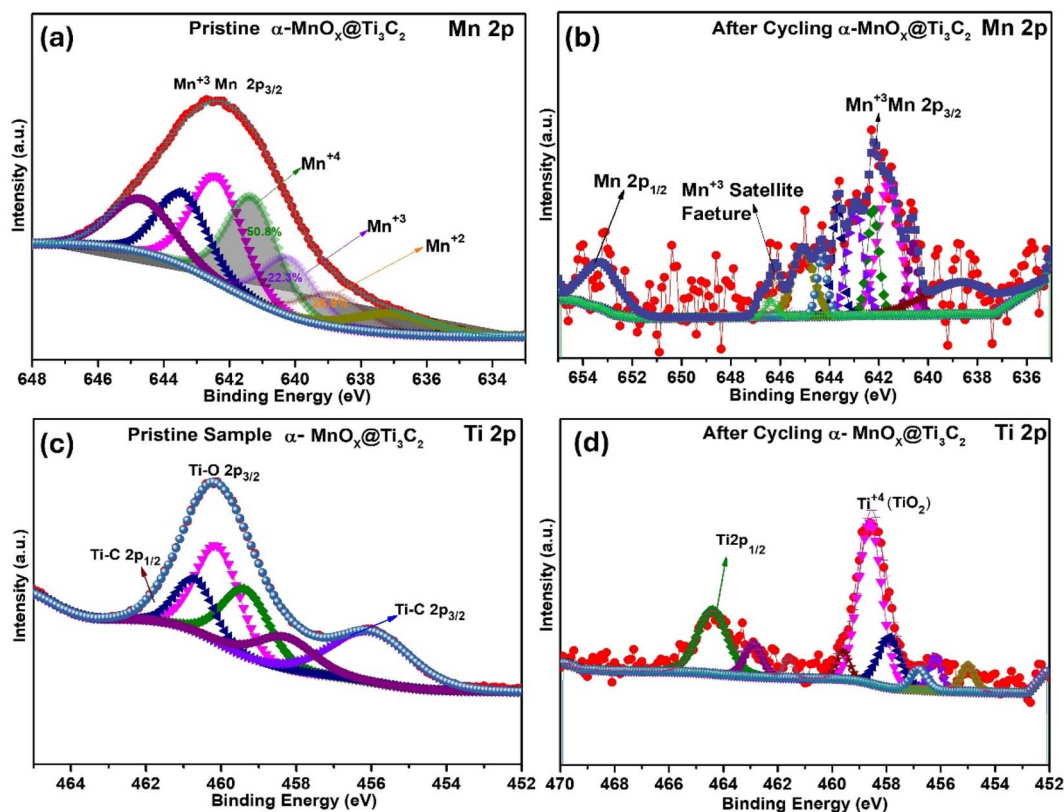 (a)
Pristine α-MnOₓ@Ti₃C₂
Mn 2p
Mn⁺³ Mn 2p₃/₂
Mn⁺⁴
50.8%
Mn⁺³
22.3%
Mn⁺²
Intensity (a.u.)
648 646 644 642 640 638 636 634
Binding Energy (eV)
(b)
After Cycling α-MnOₓ@Ti₃C₂
Mn 2p
Mn⁺³Mn 2p₃/₂
Mn 2p₁/₂
Mn⁺³ Satellite
Faeture
Intensity (a.u.)
654 652 650 648 646 644 642 640 638 636
Binding Energy (eV)
(c)
Pristine Sample α- MnOₓ@Ti₃C₂
Ti 2p
Ti-O 2p₃/₂
Ti-C 2p₁/₂
Ti-C 2p₃/₂
Intensity (a.u.)
464 462 460 458 456 454 452
Binding Energy (eV)
(d)
After Cycling α- MnOₓ@Ti₃C₂
Ti 2p
Ti⁺⁴ (TiO₂)
Ti2p₁/₂
Intensity (a.u.)
470 468 466 464 462 460 458 456 454 452
Binding Energy (eV)